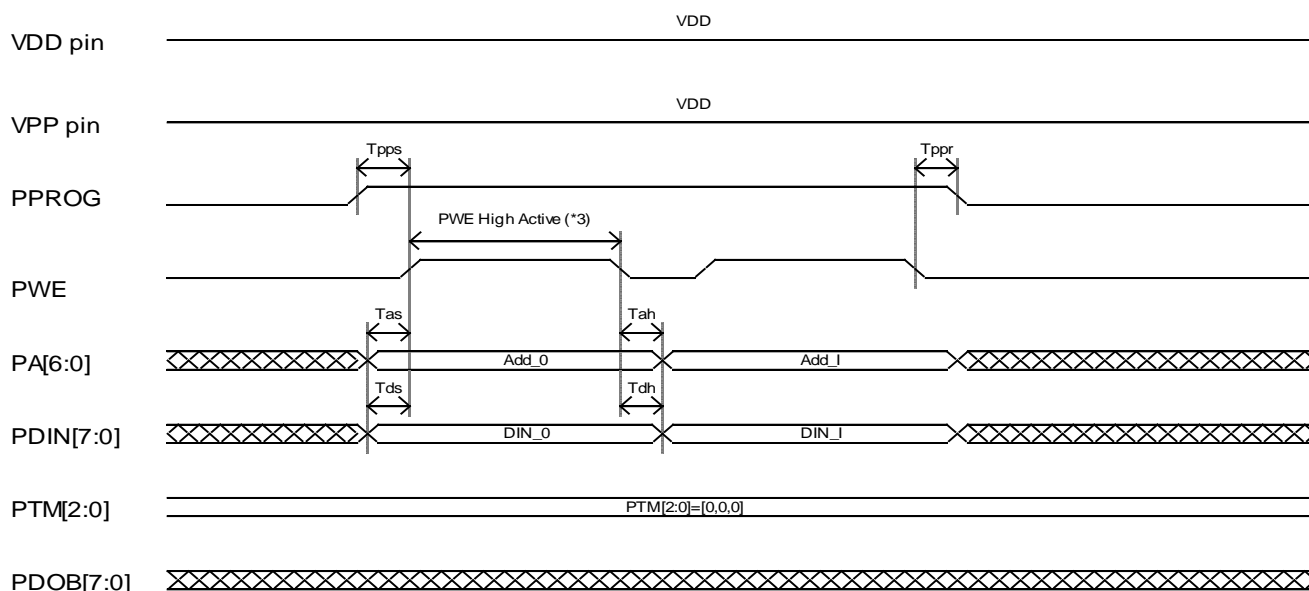 VDD
VDD pin
VDD
VPP pin
Tpps
Tppr
PPROG
PWE High Active (*3)
PWE
Tas
Tah
PA[6:0]
Add_0
Add_I
Tds
Tdh
PDIN[7:0]
DIN_0
DIN_I
PTM[2:0]
PTM[2:0]=[0,0,0]
PDOB[7:0]